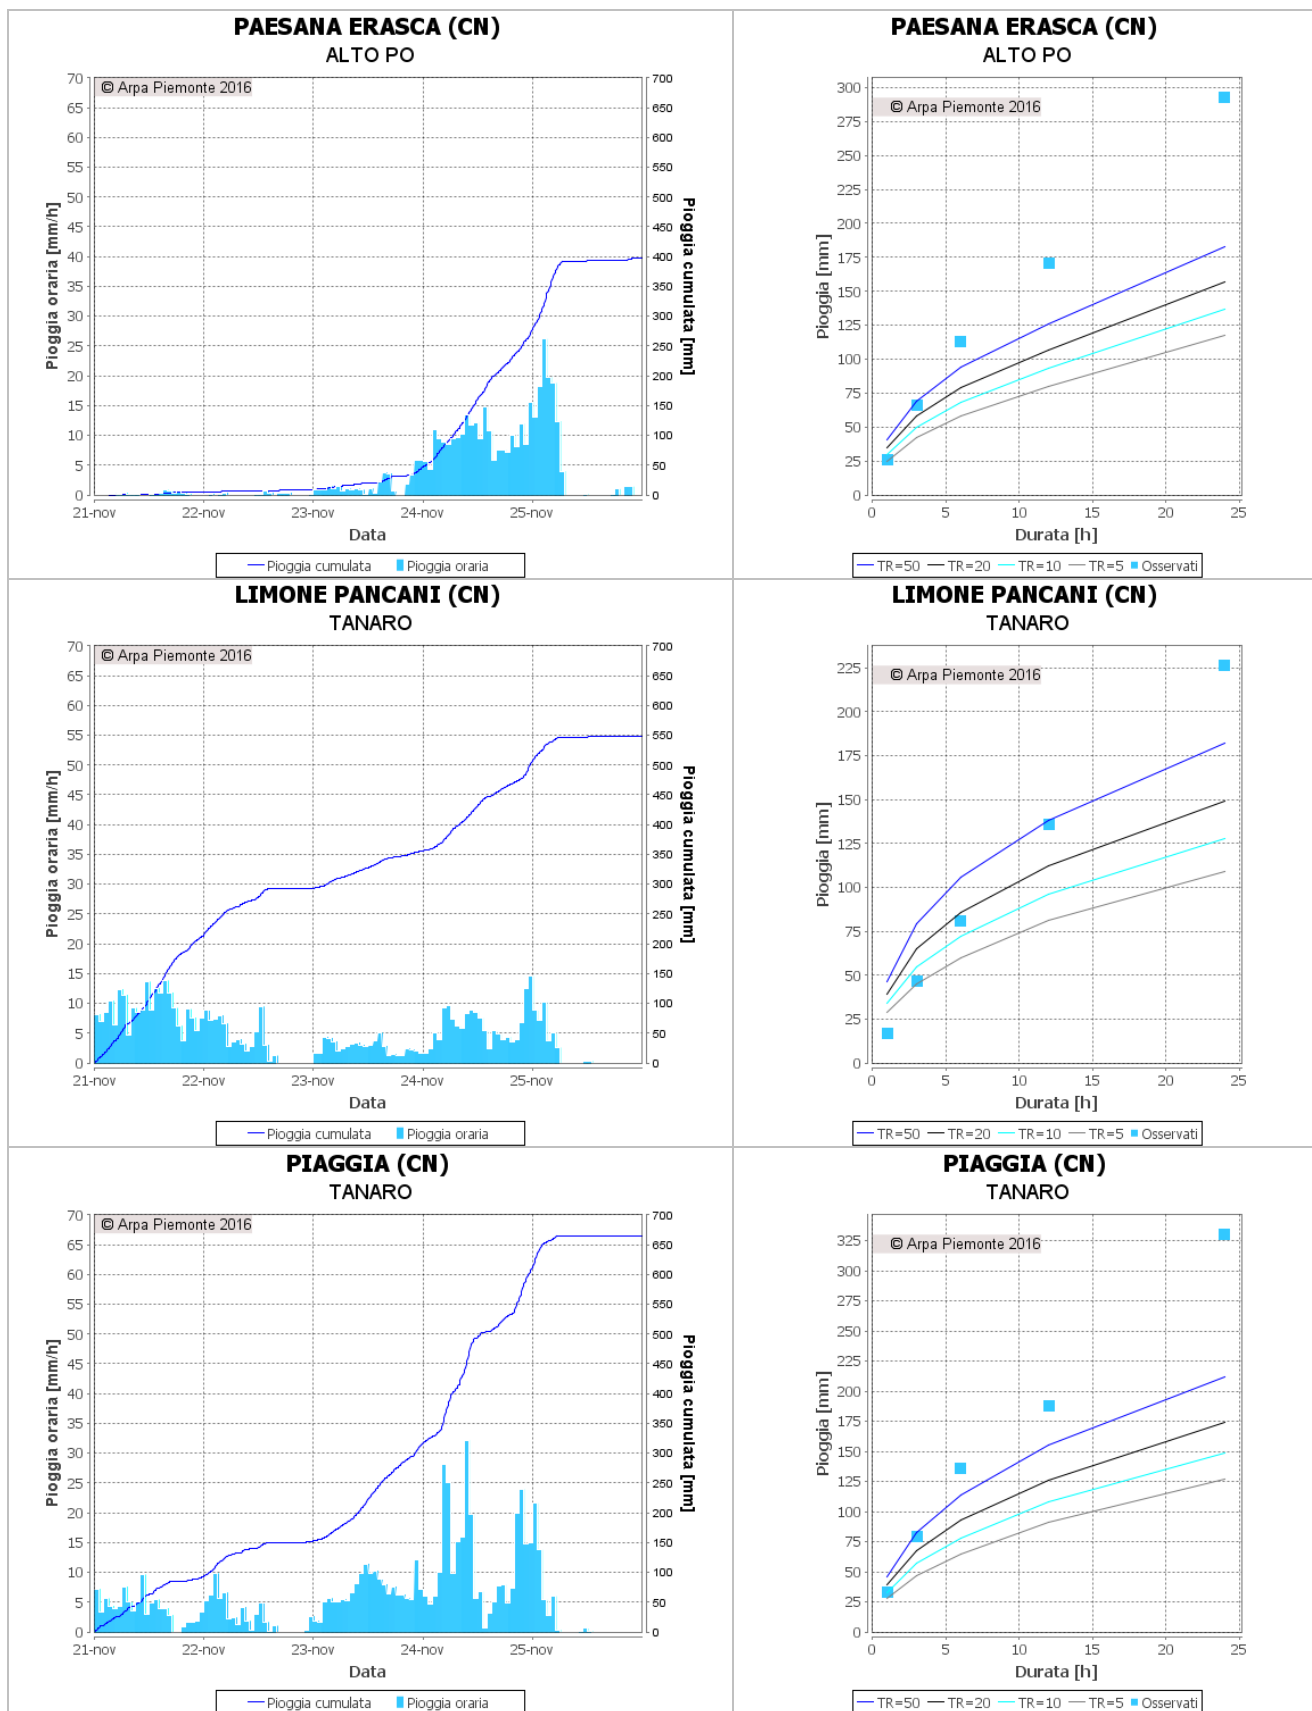 PAESANA ERASCA (CN)
ALTO PO
© Arpa Piemonte 2016
Pioggia oraria [mm/h]
70
65
60
55
50
45
40
35
30
25
20
15
10
5
0
700
650
600
550
500
450
400
350
300
250
200
150
100
50
0
Pioggia cumulata [mm]
21-nov 22-nov 23-nov 24-nov 25-nov
Data
Pioggia cumulata Pioggia oraria
PAESANA ERASCA (CN)
ALTO PO
© Arpa Piemonte 2016
Pioggia [mm]
300
275
250
225
200
175
150
125
100
75
50
25
0
0 5 10 15 20 25
Durata [h]
TR=50 TR=20 TR=10 TR=5 Osservati
LIMONE PANCANI (CN)
TANARO
© Arpa Piemonte 2016
Pioggia oraria [mm/h]
70
65
60
55
50
45
40
35
30
25
20
15
10
5
0
700
650
600
550
500
450
400
350
300
250
200
150
100
50
0
Pioggia cumulata [mm]
21-nov 22-nov 23-nov 24-nov 25-nov
Data
Pioggia cumulata Pioggia oraria
LIMONE PANCANI (CN)
TANARO
© Arpa Piemonte 2016
Pioggia [mm]
225
200
175
150
125
100
75
50
25
0
0 5 10 15 20 25
Durata [h]
TR=50 TR=20 TR=10 TR=5 Osservati
PIAGGIA (CN)
TANARO
© Arpa Piemonte 2016
Pioggia oraria [mm/h]
70
65
60
55
50
45
40
35
30
25
20
15
10
5
0
700
650
600
550
500
450
400
350
300
250
200
150
100
50
0
Pioggia cumulata [mm]
21-nov 22-nov 23-nov 24-nov 25-nov
Data
Pioggia cumulata Pioggia oraria
PIAGGIA (CN)
TANARO
© Arpa Piemonte 2016
Pioggia [mm]
325
300
275
250
225
200
175
150
125
100
75
50
25
0
0 5 10 15 20 25
Durata [h]
TR=50 TR=20 TR=10 TR=5 Osservati